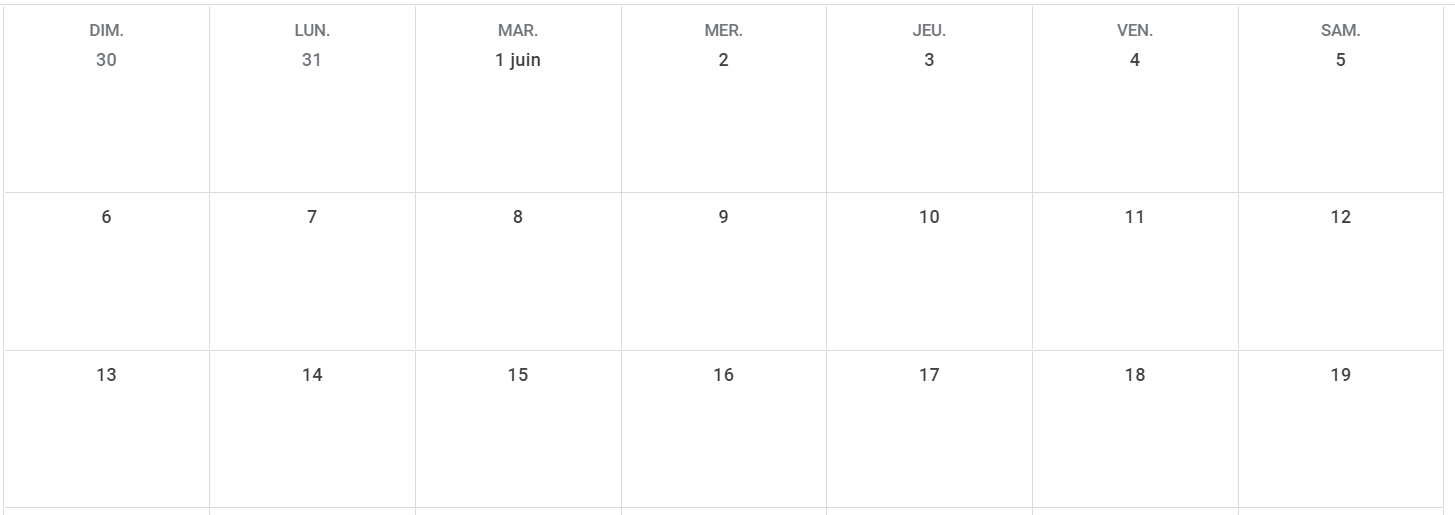 DIM. LUN. MAR. MER. JEU. VEN. SAM.
30 31 1 juin 2 3 4 5
6 7 8 9 10 11 12
13 14 15 16 17 18 19